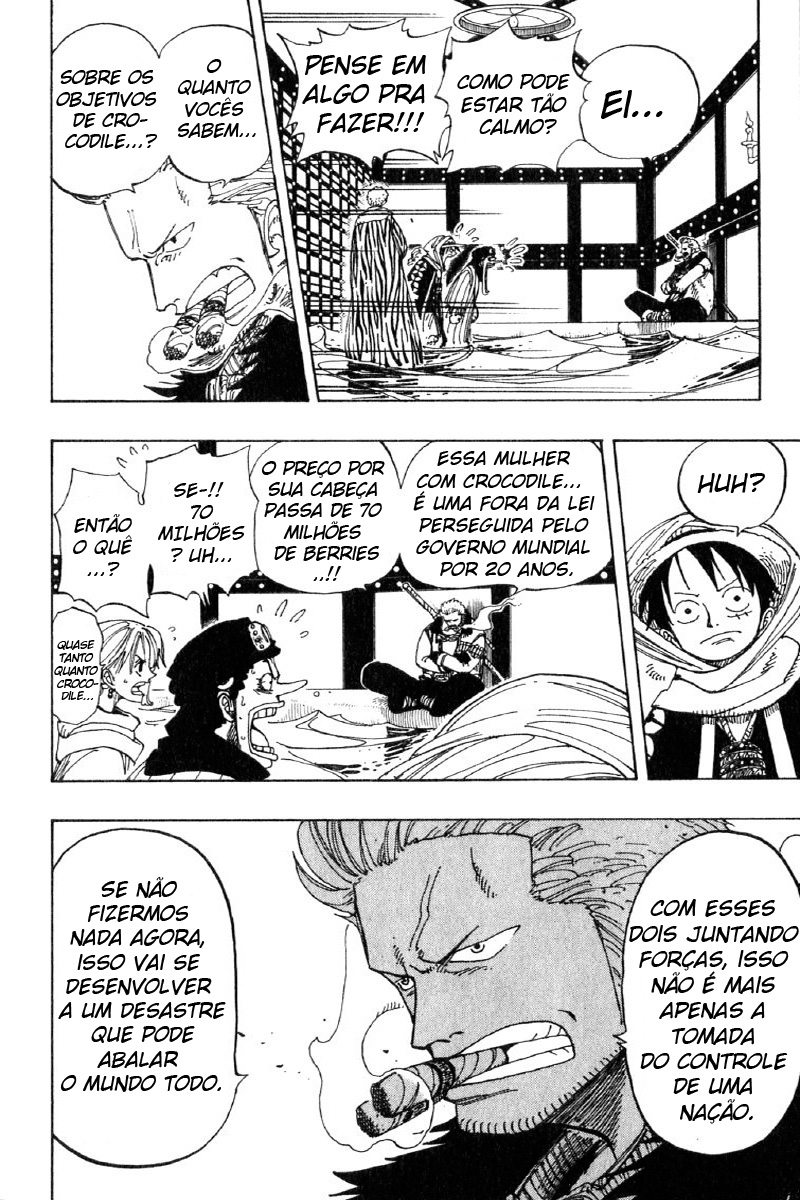 EI...
COMO PODE
ESTAR TÃO
CALMO?
PENSE EM
ALGO PRA
FAZER!!!
O
QUANTO
VOCÊS
SABEM...
SOBRE OS
OBJETIVOS
DE CRO-
CODILE...?
HUH?
ESSA MULHER
COM CROCODILE...
É UMA FORA DA LEI
PERSEGUIDA PELO
GOVERNO MUNDIAL
POR 20 ANOS.
O PREÇO POR
SUA CABEÇA
PASSA DE 70
MILHÕES
DE BERRIES
..!!
SE-!!
70
MILHÕES
? UH...
ENTÃO
O QUÊ
...?
QUASE
TANTO
QUANTO
CROCO-
DILE...
COM ESSES
DOIS JUNTANDO
FORÇAS, ISSO
NÃO É MAIS
APENAS A
TOMADA
DO CONTROLE
DE UMA
NAÇÃO.
SE NÃO
FIZERMOS
NADA AGORA,
ISSO VAI SE
DESENVOLVER
A UM DESASTRE
QUE PODE
ABALAR
O MUNDO TODO.